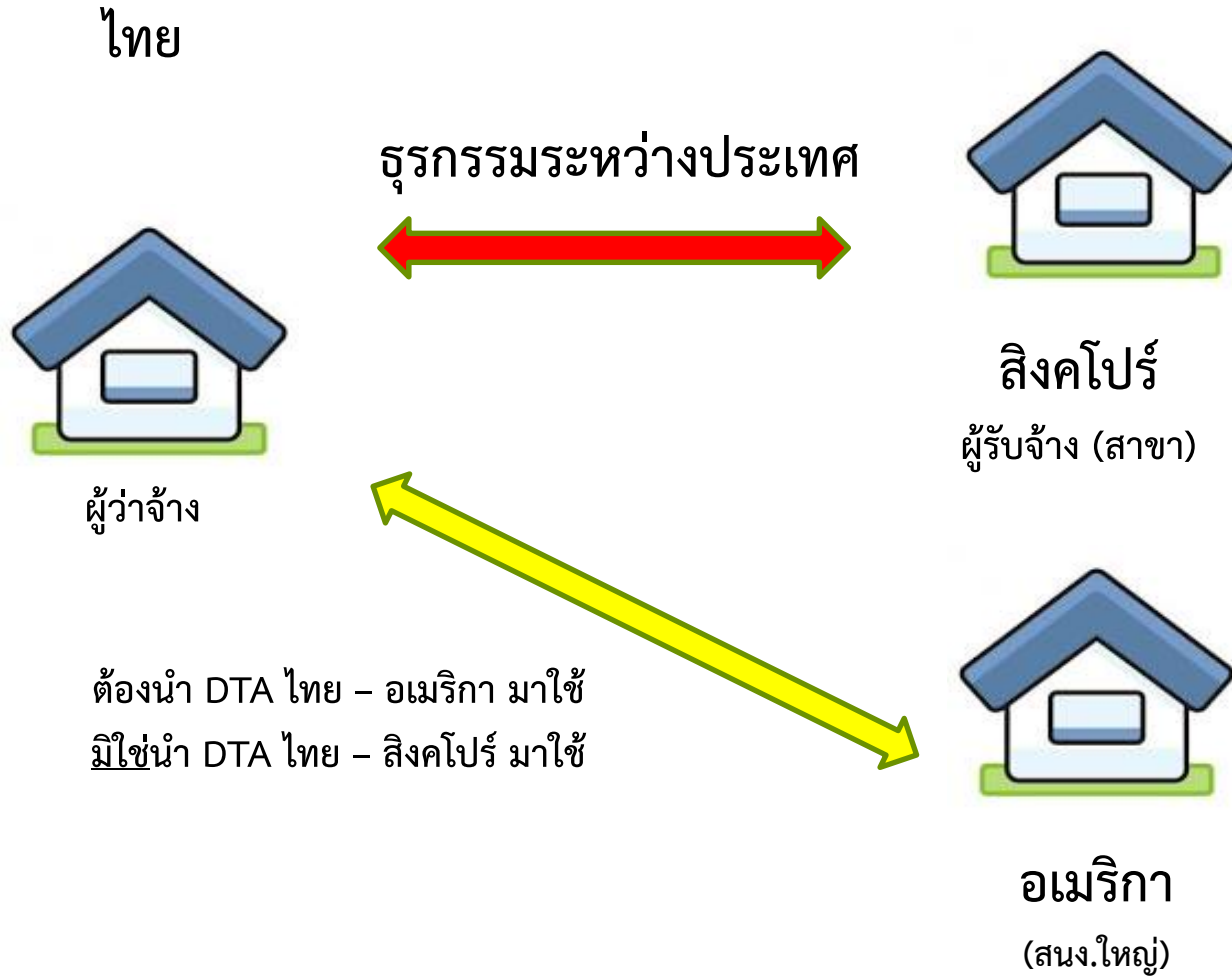 ไทย
ธุรกรรมระหว่างประเทศ
สิงคโปร์
ผู้รับจ้าง (สาขา)
ผู้ว่าจ้าง
ต้องนำ DTA ไทย – อเมริกา มาใช้
มิใช่นำ DTA ไทย – สิงคโปร์ มาใช้
อเมริกา
(สนง.ใหญ่)